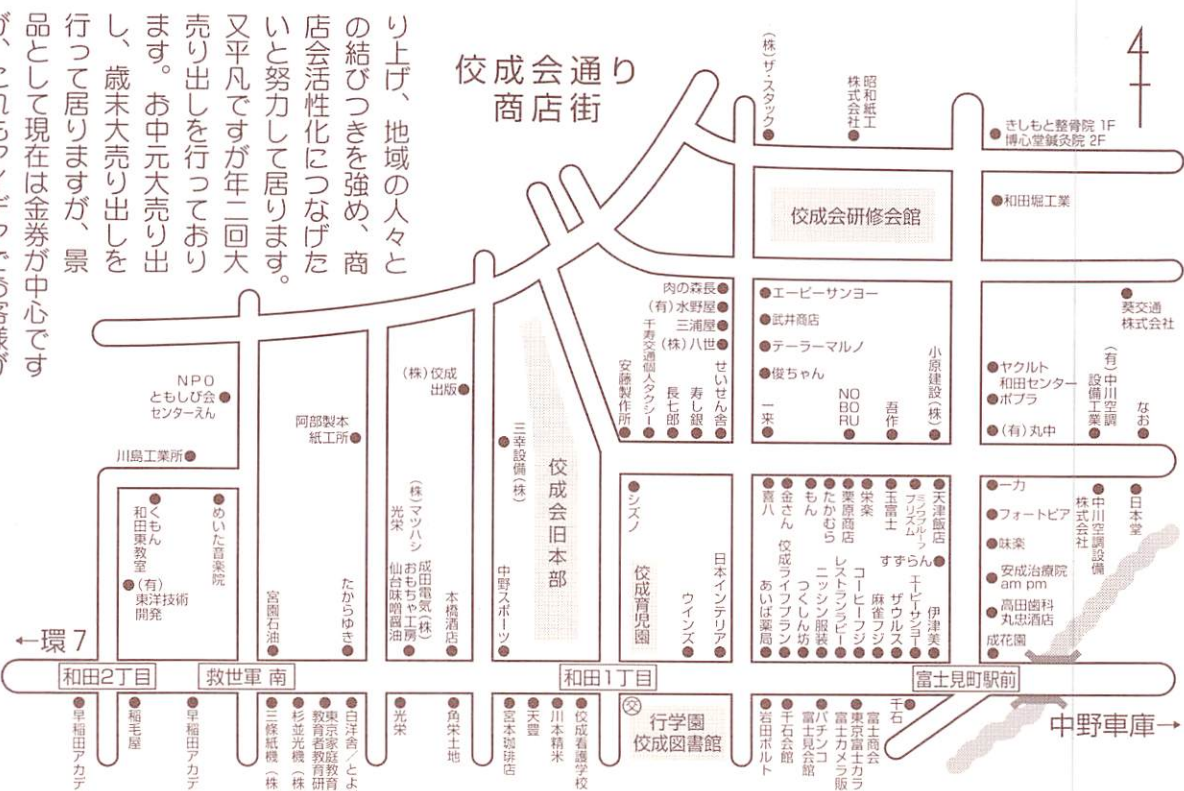 り上げ、地域の人々と
の結びつきを強め、商
店会活性化につなげた
いと努力して居ります。
又平凡ですが年二回大
売り出しを行っており
ます。お中元大売り出
し、歳末大売り出しを
行って居りますが、景
品として現在は金券が中心です
佼成会通り
商店街
4
(株)ザ・スタック
昭和紙工
株式会社
きしもと整骨院 1F
博心堂鍼灸院 2F
和田堀工業
佼成会研修会館
葵交通
株式会社
肉の森長
(有)水野屋
三浦屋
(株)八世
エービーサンヨー
武井商店
テーラーマルノ
俊ちゃん
安藤製作所
千寿交通個人タクシー
長七郎
寿し銀
せいせん舎
一来
NOBORU
吾作
小原建設(株)
ヤクルト
和田センター
ポプラ
(有)丸中
(有)中川空調
設備工業
なお
NPO
ともしび会
センターえん
(株)佼成
出版
阿部製本
紙工所
川島工業所
三幸設備(株)
佼成会旧本部
くもん
和田東教室
めいた音楽院
(有)
東洋技術
開発
宮園石油
たからゆき
(株)マツハシ
光栄
成田電気(株)
おもちゃ工房
仙台味噌醤油
本橋酒店
中野スポーツ
シズノ
佼成育児園
ウインズ
日本インテリア
喜八
金さん
もん
たかむら
栗原商店
栄楽
玉富士
ミノフプルーフ
プリズム
天津飯店
すずらん
あいば薬局
佼成ライフプラン
つくしん坊
ニッシン服装
レストランラビー
コーヒーフジ
麻雀フジ
ザウルス
エービーサンヨー
伊津美
一力
フォートピア
味楽
安成治療院
am pm
高田歯科
丸忠酒店
成花園
中川空調設備
株式会社
日本堂
←環7
和田2丁目
救世軍 南
和田1丁目
富士見町駅前
中野車庫→
早稲田アカデ
稲毛屋
早稲田アカデ
三條紙機(株
杉並光機(株
東京家庭教育
教育者教育研
白洋舎/とよ
光栄
角栄土地
宮本珈琲店
天豊
川本精米
佼成看護学校
交
行学園
佼成図書館
岩田ボルト
千石会館
パチンコ
富士見会館
富士カメラ販
東京富士カラ
富士商会
千石